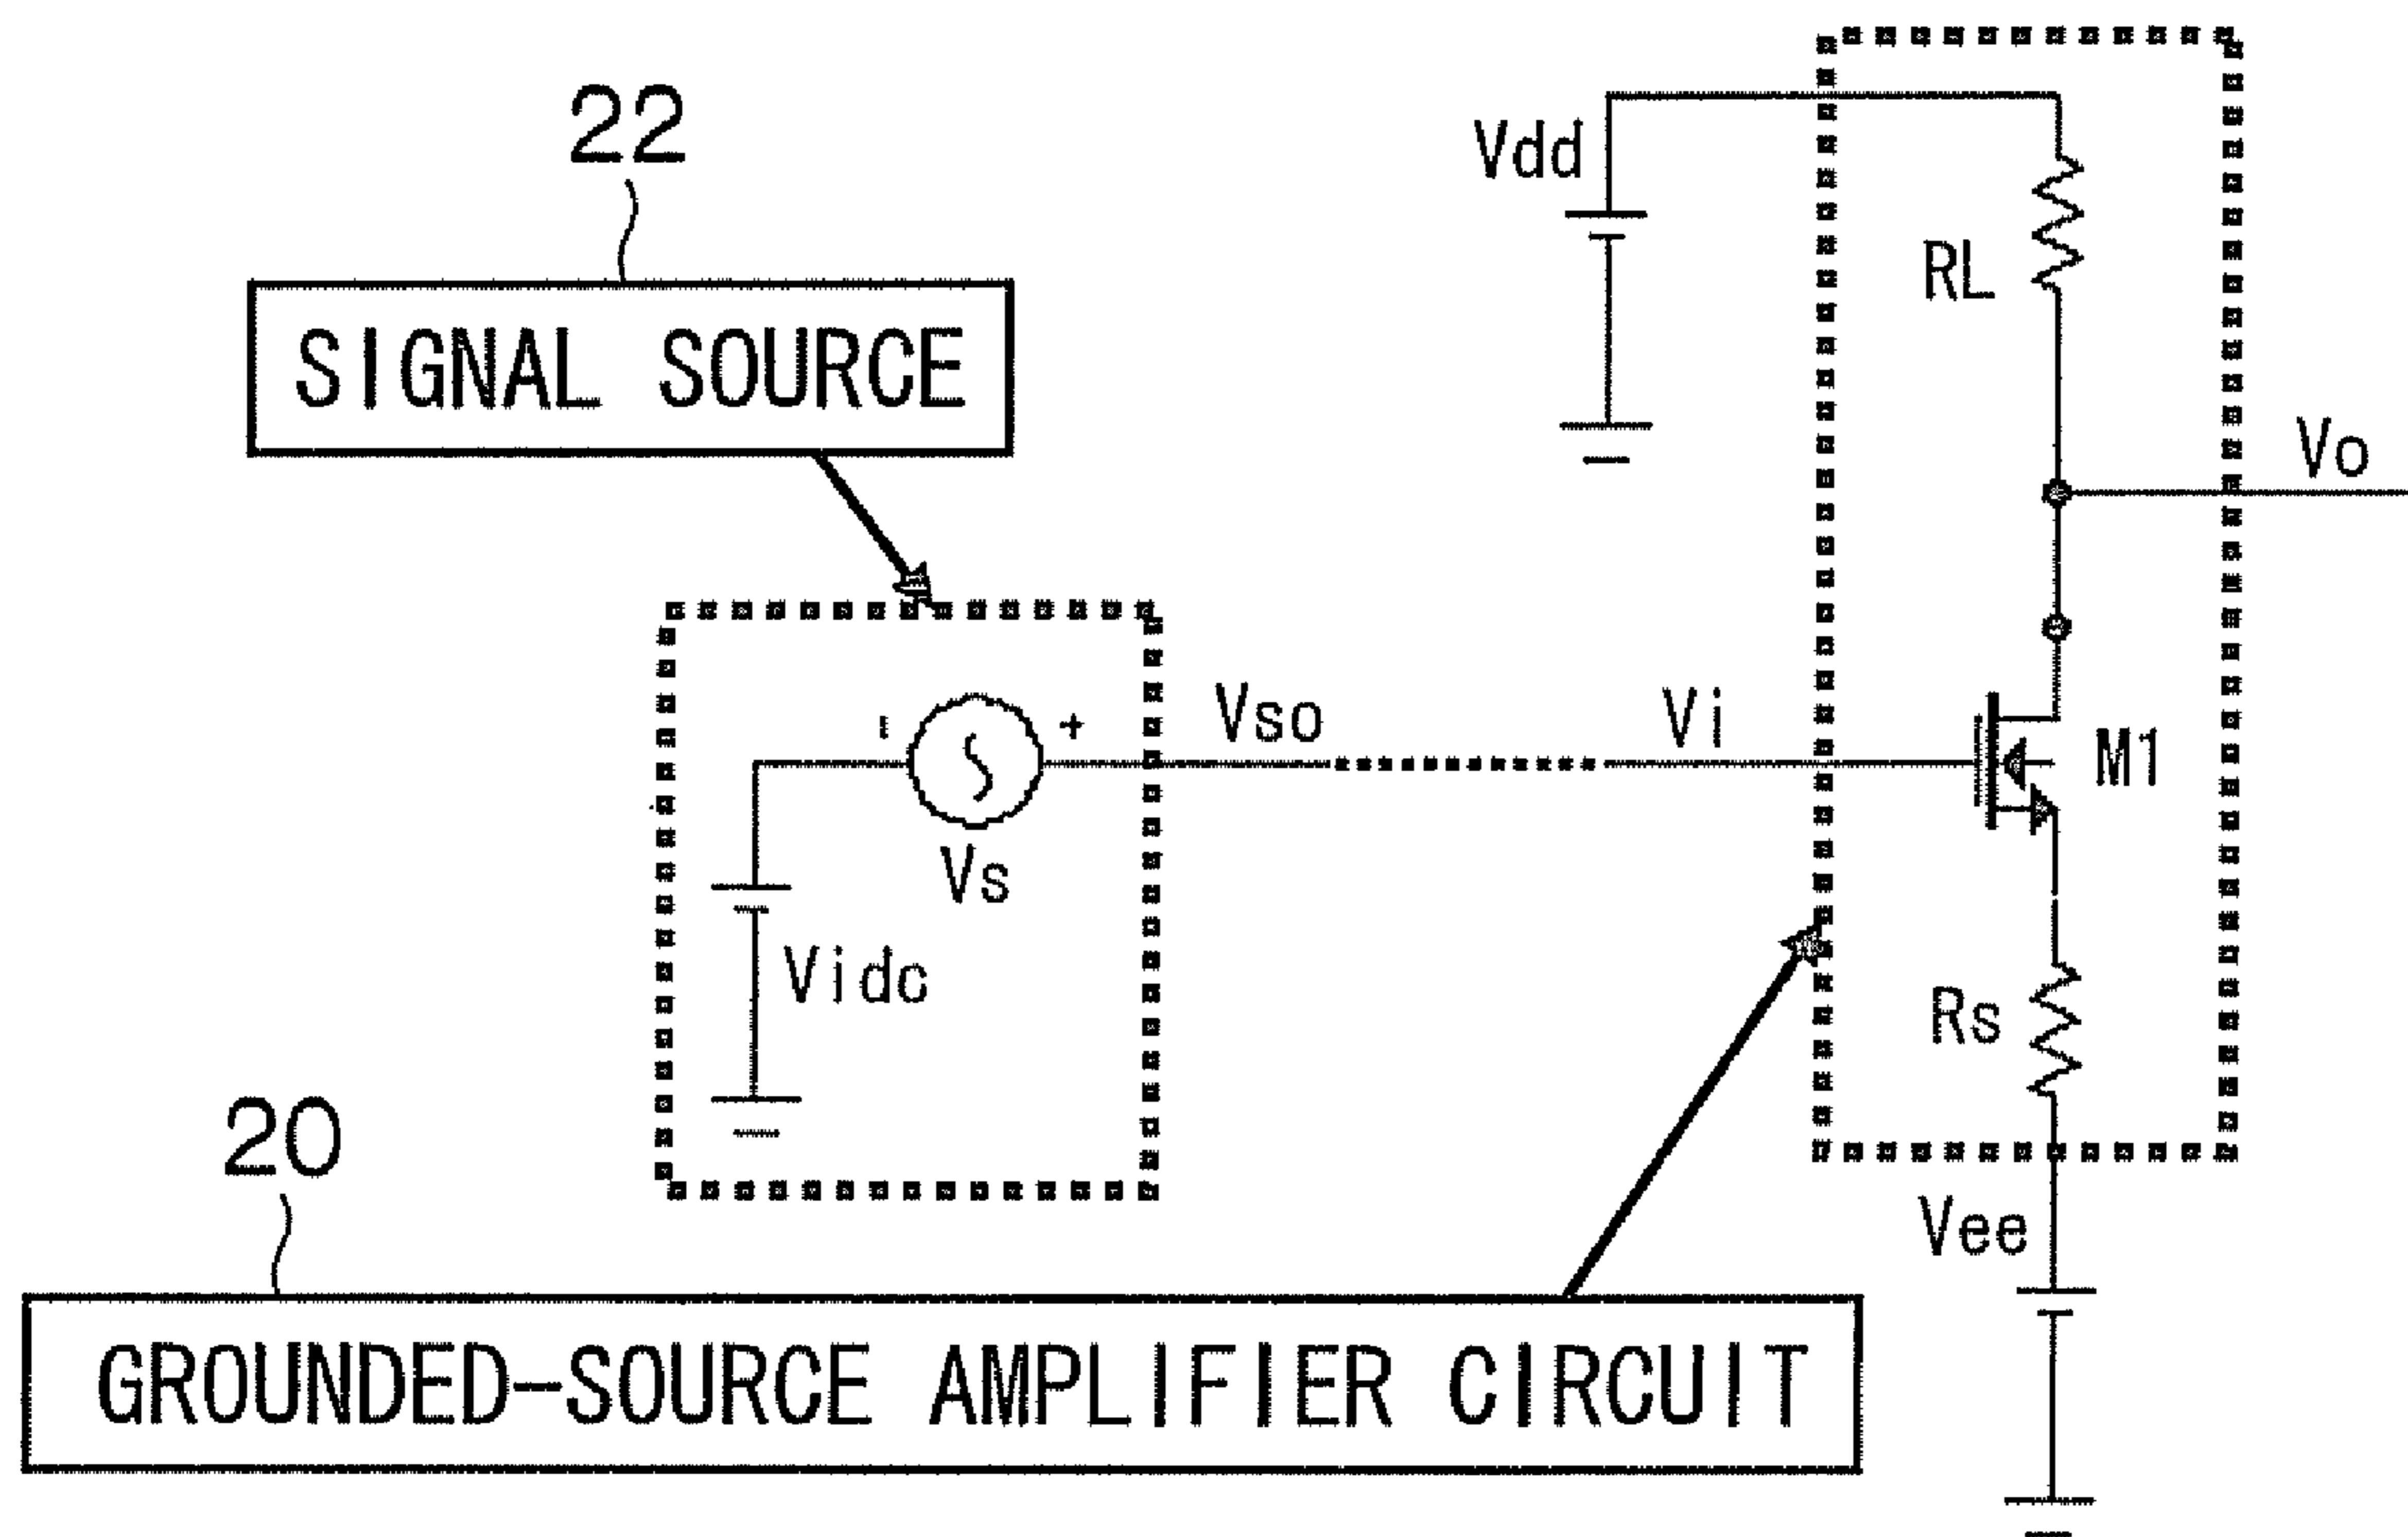 22
SIGNAL SOURCE
Vdd
RL
Vo
- +
Vso
Vi
M1
Vs
Vidc
Rs
20
Vee
GROUNDED-SOURCE AMPLIFIER CIRCUIT